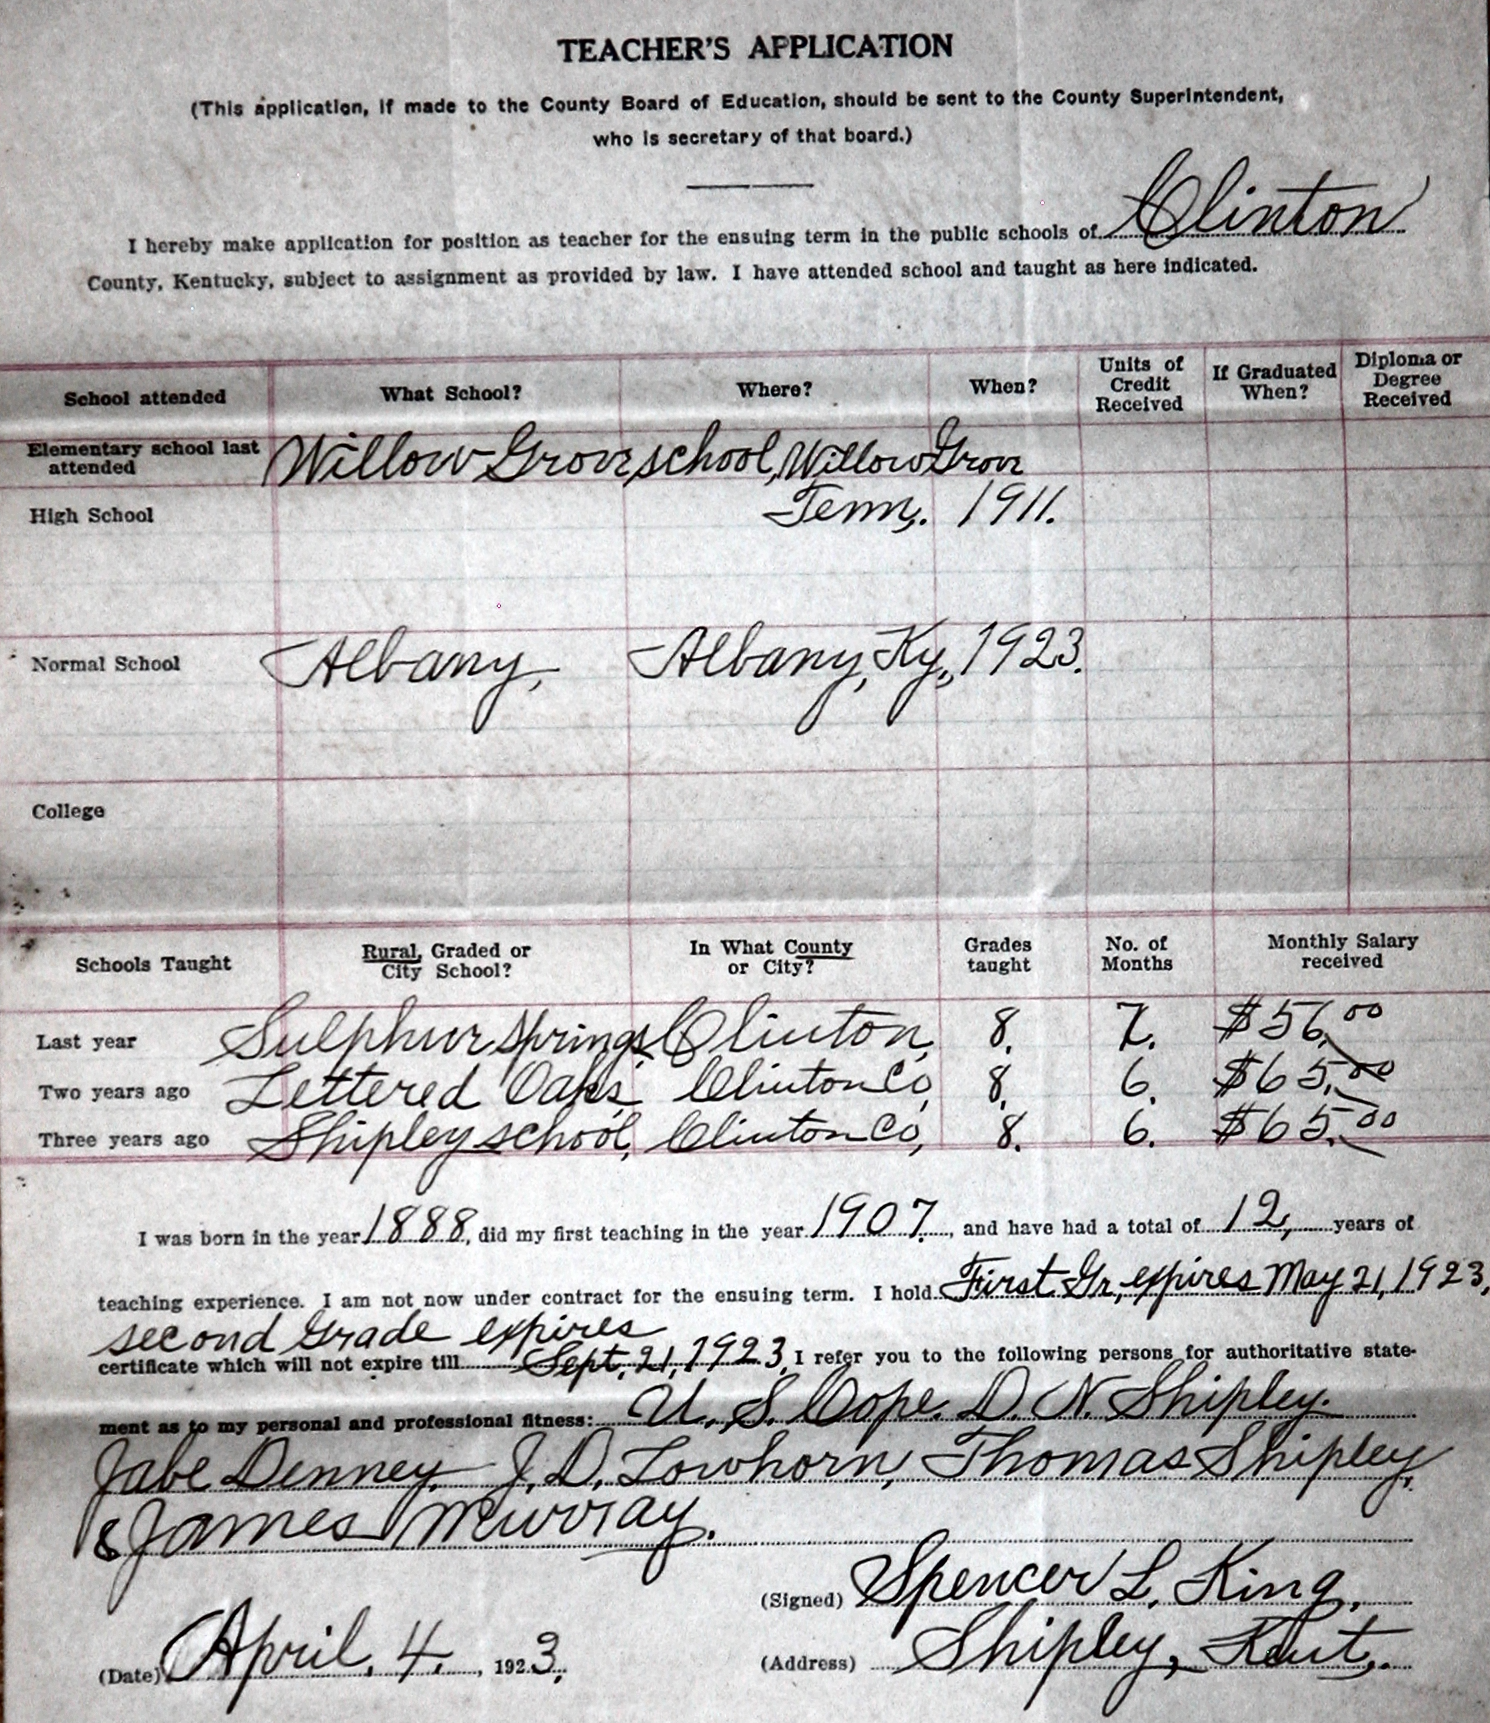 TEACHER'S APPLICATION
(This application, if made to the County Board of Education, should be sent to the County Superintendent,
who is secretary of that board.)
I hereby make application for position as teacher for the ensuing term in the public schools of Clinton
County, Kentucky, subject to assignment as provided by law. I have attended school and taught as here indicated.
School attended What School? Where? When? Units of Credit Received If Graduated When? Diploma or Degree Received
Elementary school last attended Willow Grove school, Willow Grove
High School Tenn,. 1911.
Normal School Albany, Albany, Ky., 1923.
College
Schools Taught Rural, Graded or City School? In What County or City? Grades taught No. of Months Monthly Salary received
Last year Sulphur Springs Clinton, 8. 7. $56.00
Two years ago Lettered Oaks, Clinton Co, 8, 6. $65.00
Three years ago Shipley school, Clinton Co, 8. 6. $65.00
I was born in the year 1888, did my first teaching in the year 1907., and have had a total of 12, years of
teaching experience. I am not now under contract for the ensuing term. I hold First Gr, expires May 21, 1923,
second Grade expires
certificate which will not expire till Sept. 21, 1923, I refer you to the following persons for authoritative state-
ment as to my personal and professional fitness: U. S. Cope. D. N. Shipley.
Jabe Denney, J. D. Lowhorn, Thomas Shipley,
& James Murray.
(Signed) Spencer L. King,
(Date) April, 4., 1923.
(Address) Shipley, Kent,.